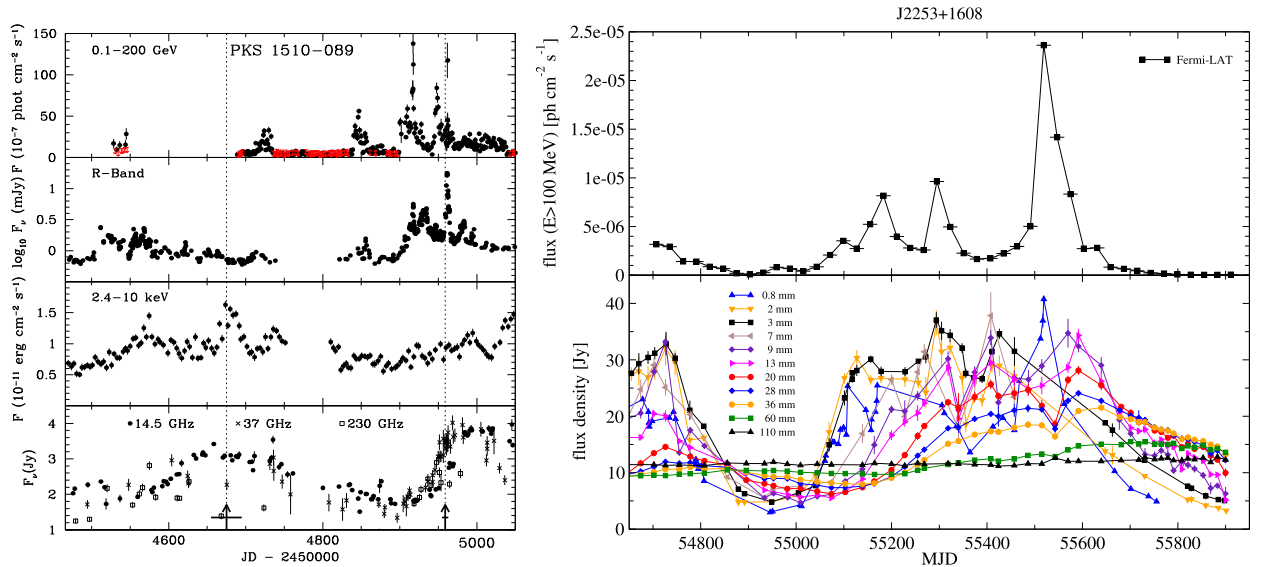 J2253+1608
0.1-200 GeV
PKS 1510-089
150
100
50
0
F (10⁻⁷ phot cm⁻² s⁻¹)
R-Band
1
0.5
0
log₁₀ Fᵥ (mJy)
2.4-10 keV
1.5
1
0.5
F (10⁻¹¹ erg cm⁻² s⁻¹)
14.5 GHz
37 GHz
230 GHz
4
3
2
1
Fᵥ(Jy)
4600
4800
5000
JD - 2450000
Fermi-LAT
2.5e-05
2e-05
1.5e-05
1e-05
5e-06
0
flux (E>100 MeV) [ph cm⁻² s⁻¹]
0.8 mm
2 mm
3 mm
7 mm
9 mm
13 mm
20 mm
28 mm
36 mm
60 mm
110 mm
40
30
20
10
0
flux density [Jy]
54800
55000
55200
55400
55600
55800
MJD